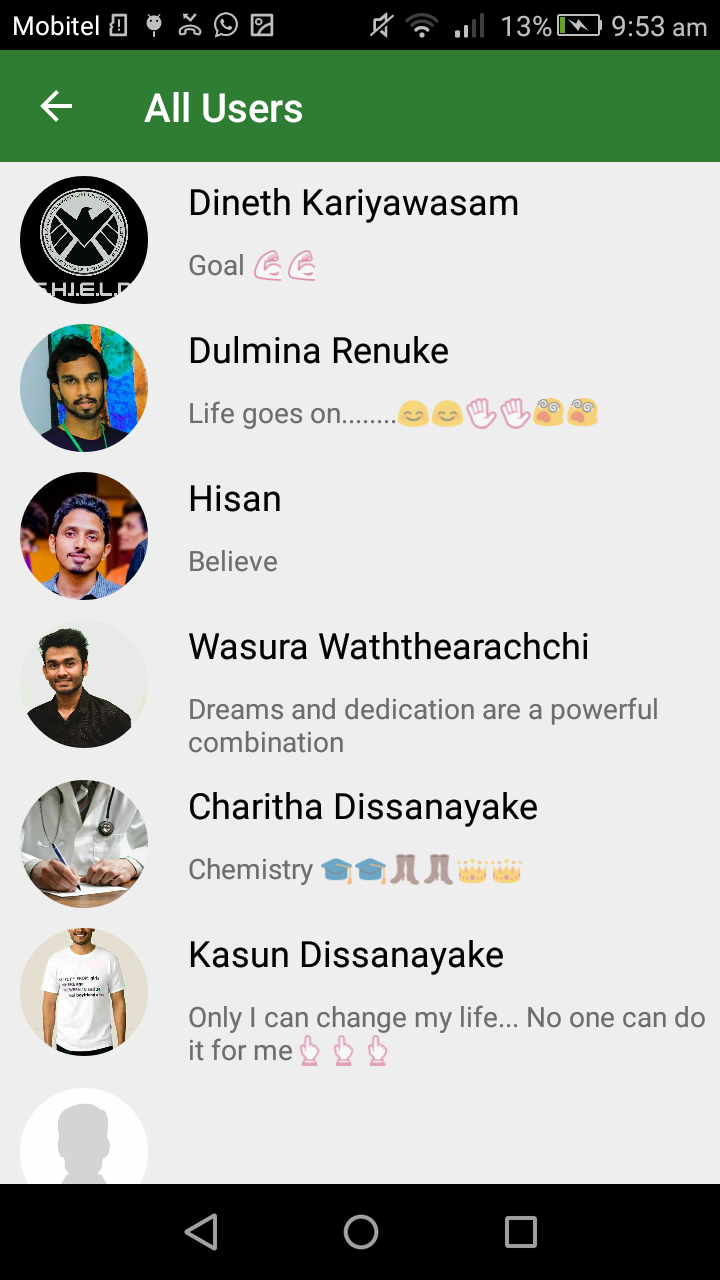 Mobitel 13% 9:53 am
All Users
S.H.I.E.L.D
Dineth Kariyawasam
Goal 💪💪
Dulmina Renuke
Life goes on........😊😊👋👋😵😵
Hisan
Believe
Wasura Waththearachchi
Dreams and dedication are a powerful
combination
Charitha Dissanayake
Chemistry 🎓🎓👢👢👑👑
Kasun Dissanayake
Only I can change my life... No one can do
it for me👆👆👆